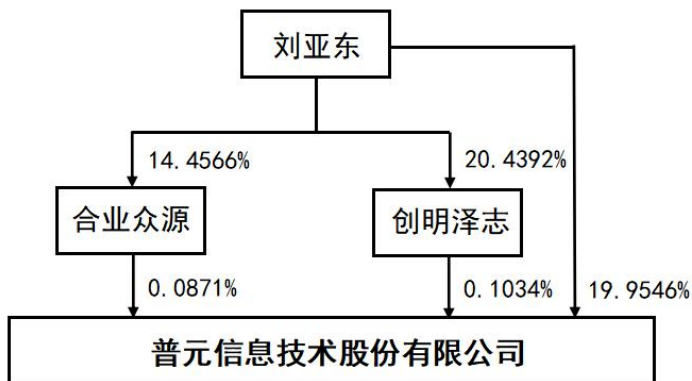 刘亚东
14.4566%
20.4392%
合业众源
创明泽志
0.0871%
0.1034%
19.9546%
普元信息技术股份有限公司